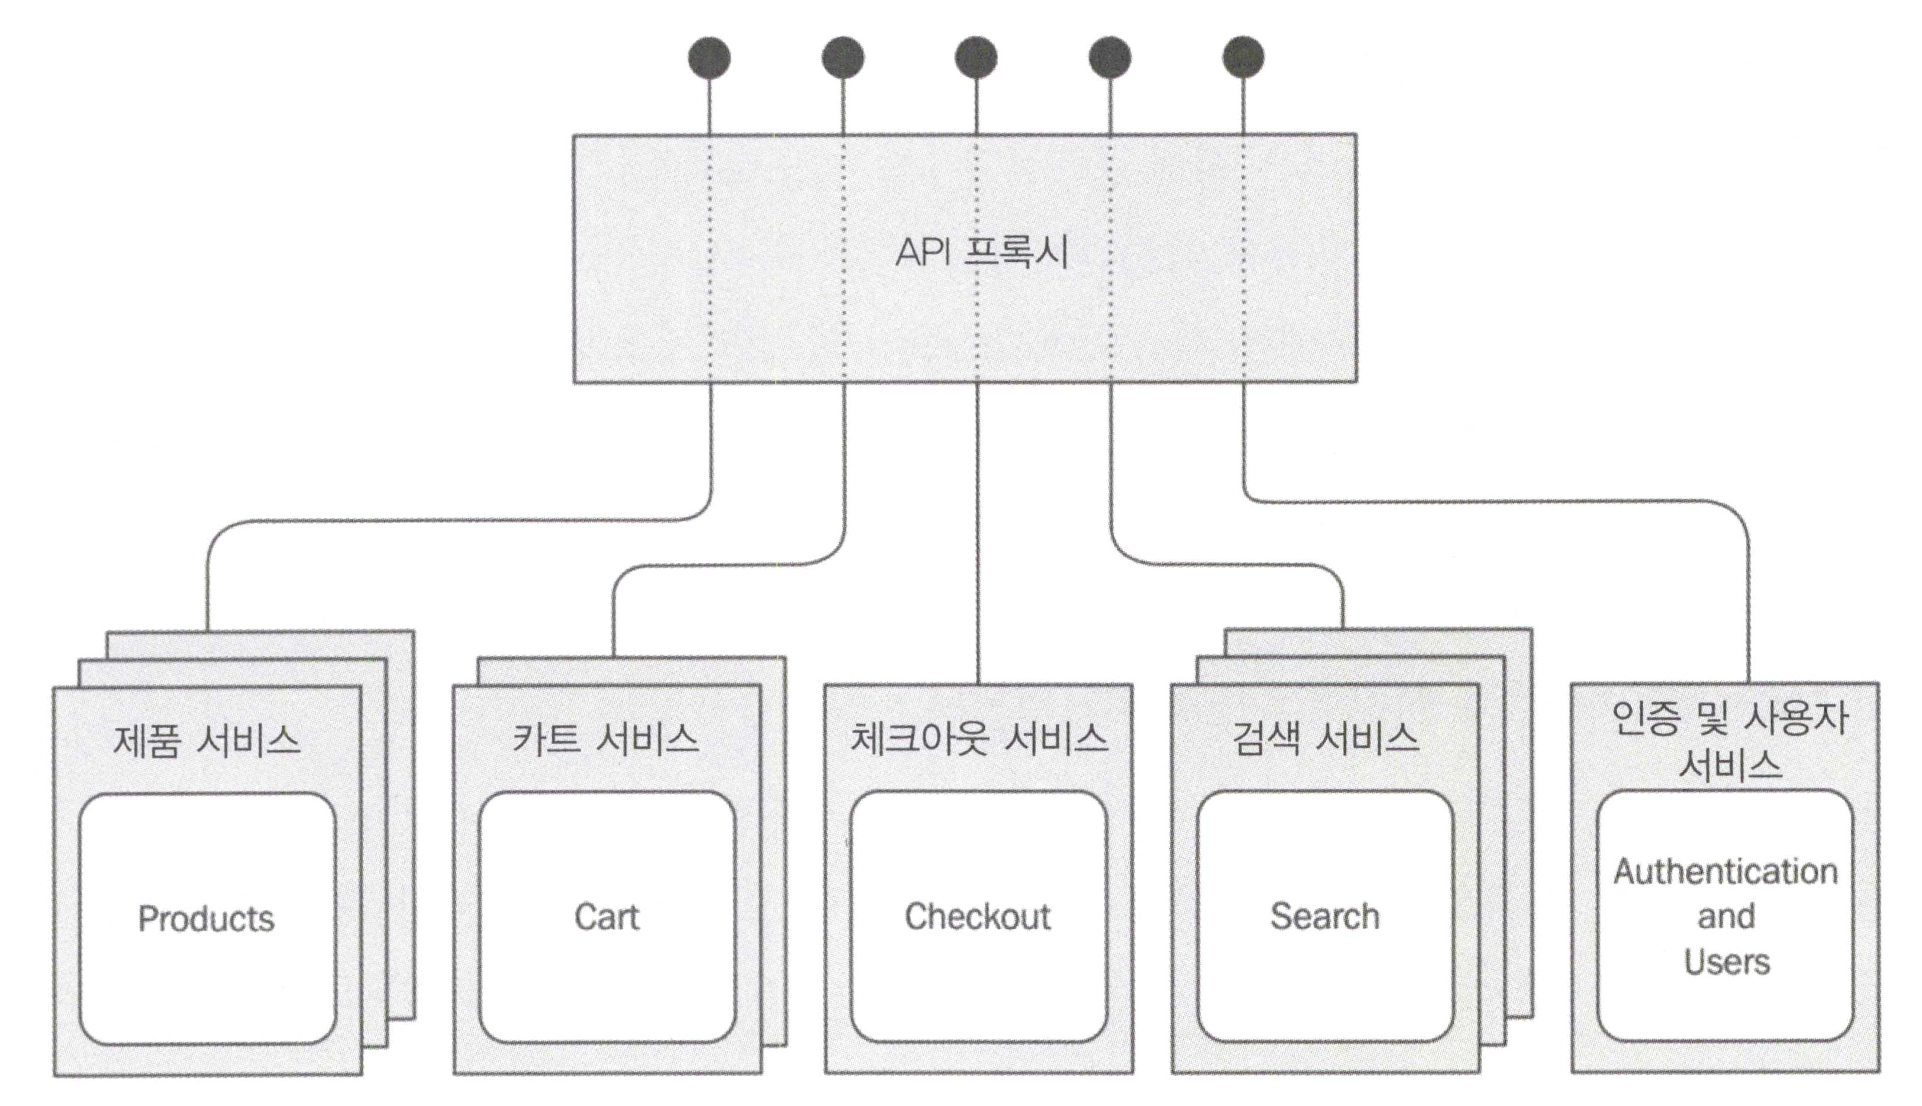 API 프록시
제품 서비스
Products
카트 서비스
Cart
체크아웃 서비스
Checkout
검색 서비스
Search
인증 및 사용자
서비스
Authentication
and
Users